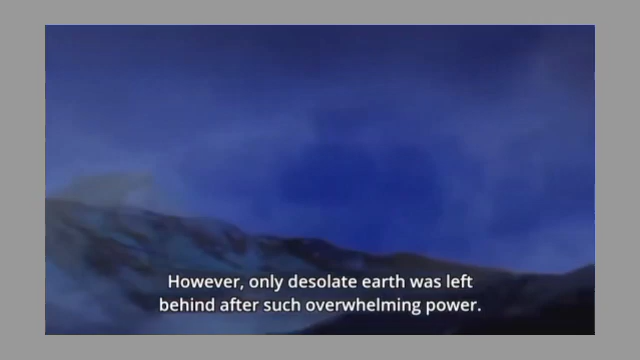 However, only desolate earth was left
behind after such overwhelming power.